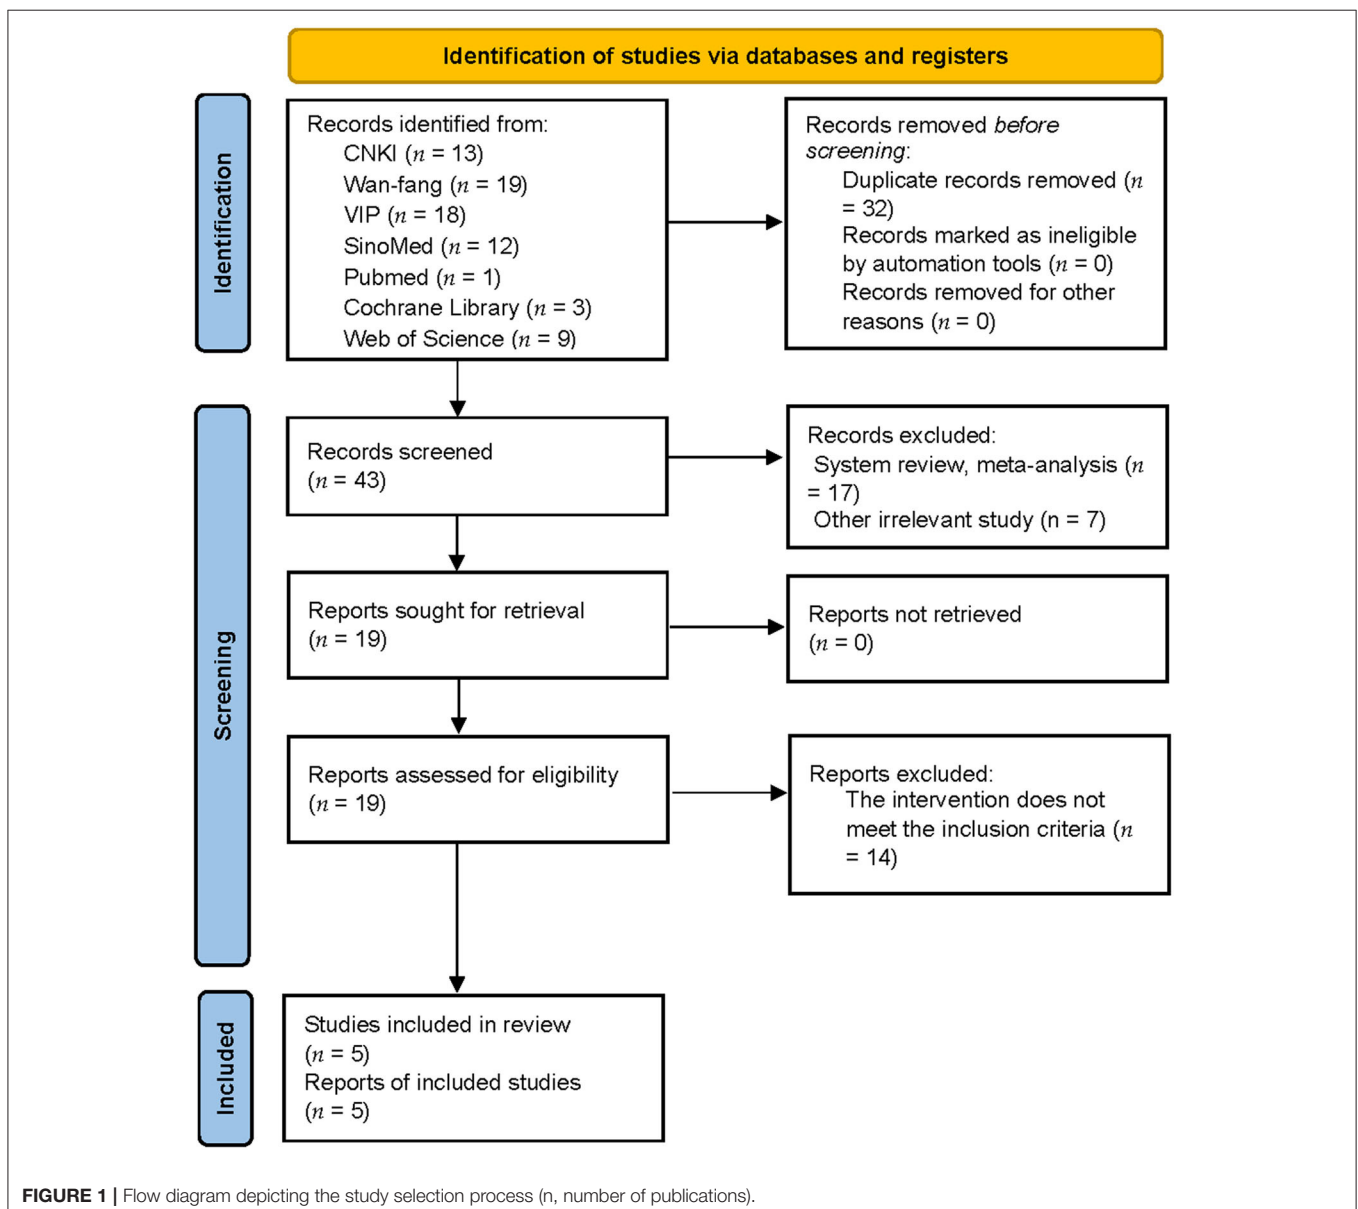 Identification of studies via databases and registers
Identification
Records identified from:
CNKI (n = 13)
Wan-fang (n = 19)
VIP (n = 18)
SinoMed (n = 12)
Pubmed (n = 1)
Cochrane Library (n = 3)
Web of Science (n = 9)
Records removed before
screening:
Duplicate records removed (n
= 32)
Records marked as ineligible
by automation tools (n = 0)
Records removed for other
reasons (n = 0)
Screening
Records screened
(n = 43)
Records excluded:
System review, meta-analysis (n
= 17)
Other irrelevant study (n = 7)
Reports sought for retrieval
(n = 19)
Reports not retrieved
(n = 0)
Reports assessed for eligibility
(n = 19)
Reports excluded:
The intervention does not
meet the inclusion criteria (n
= 14)
Included
Studies included in review
(n = 5)
Reports of included studies
(n = 5)
FIGURE 1 | Flow diagram depicting the study selection process (n, number of publications).